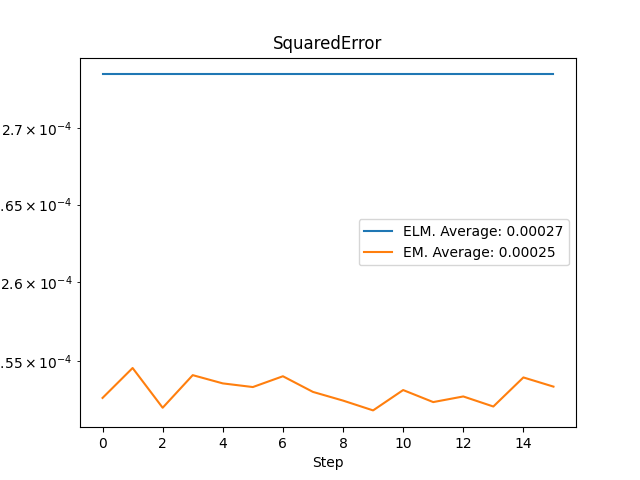 SquaredError
2.7 × 10⁻⁴
.65 × 10⁻⁴
2.6 × 10⁻⁴
.55 × 10⁻⁴
ELM. Average: 0.00027
EM. Average: 0.00025
0 2 4 6 8 10 12 14
Step